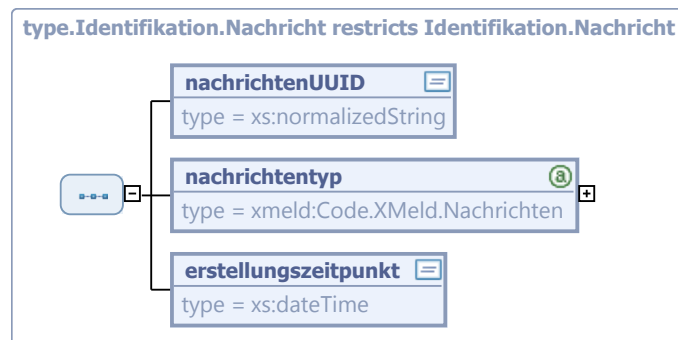 type.Identifikation.Nachricht restricts Identifikation.Nachricht
nachrichtenUUID
type = xs:normalizedString
nachrichtentyp
type = xmeld:Code.XMeld.Nachrichten
erstellungszeitpunkt
type = xs:dateTime